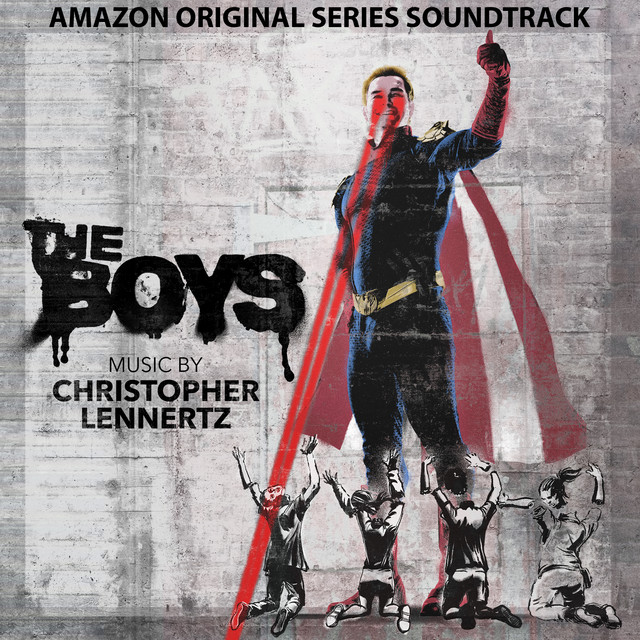 AMAZON ORIGINAL SERIES SOUNDTRACK
THE
BOYS
MUSIC BY
CHRISTOPHER
LENNERTZ